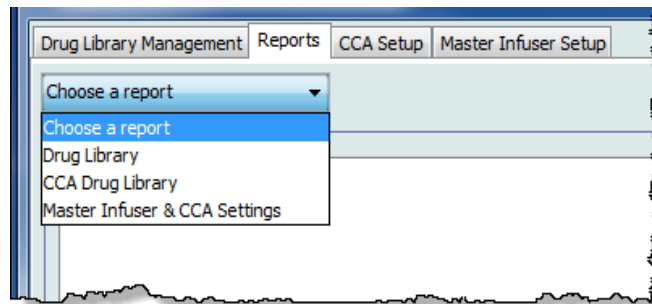 Drug Library Management Reports CCA Setup Master Infuser Setup
Choose a report
Choose a report
Drug Library
CCA Drug Library
Master Infuser & CCA Settings